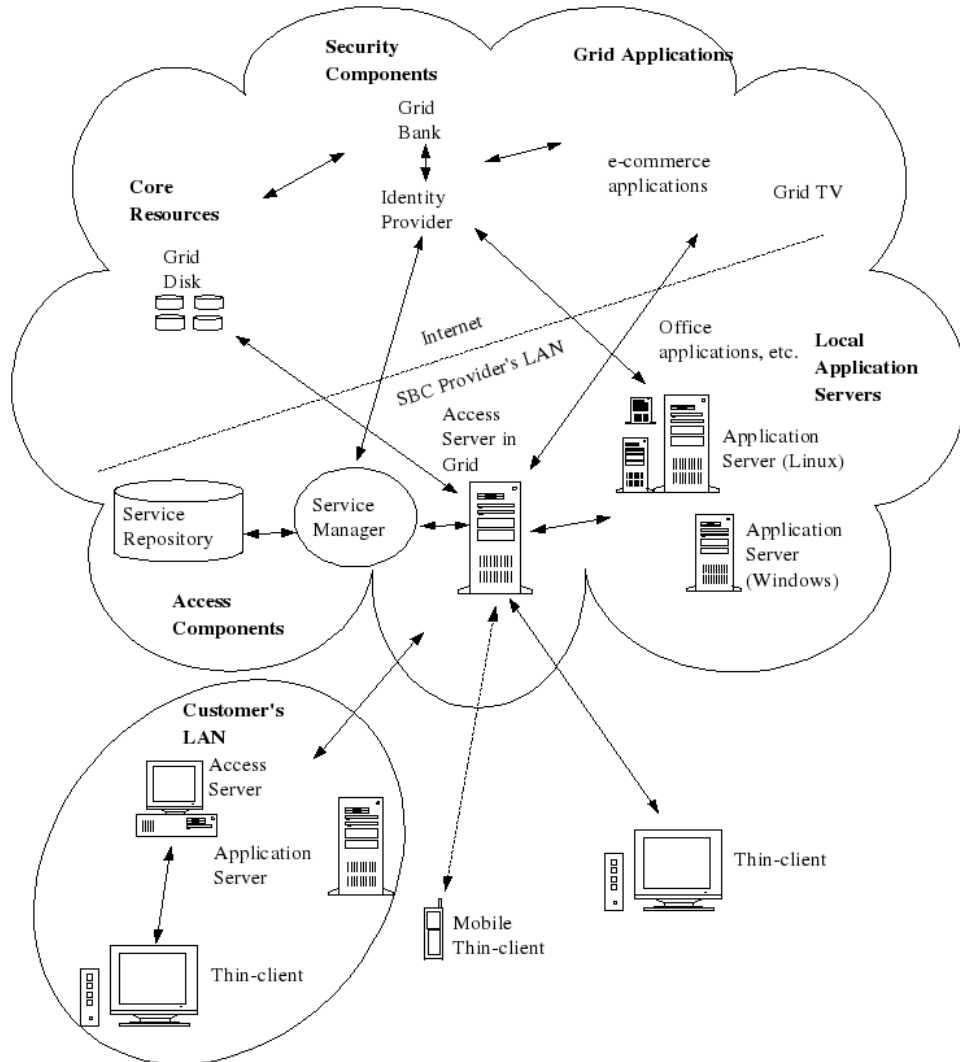 Security
Components
Grid Applications
Grid
Bank
e-commerce
applications
Core
Resources
Identity
Provider
Grid TV
Grid
Disk
Internet
SBC Provider's LAN
Office
applications, etc.
Local
Application
Servers
Access
Server in
Grid
Application
Server (Linux)
Service
Repository
Service
Manager
Application
Server
(Windows)
Access
Components
Customer's
LAN
Access
Server
Application
Server
Thin-client
Mobile
Thin-client
Thin-client